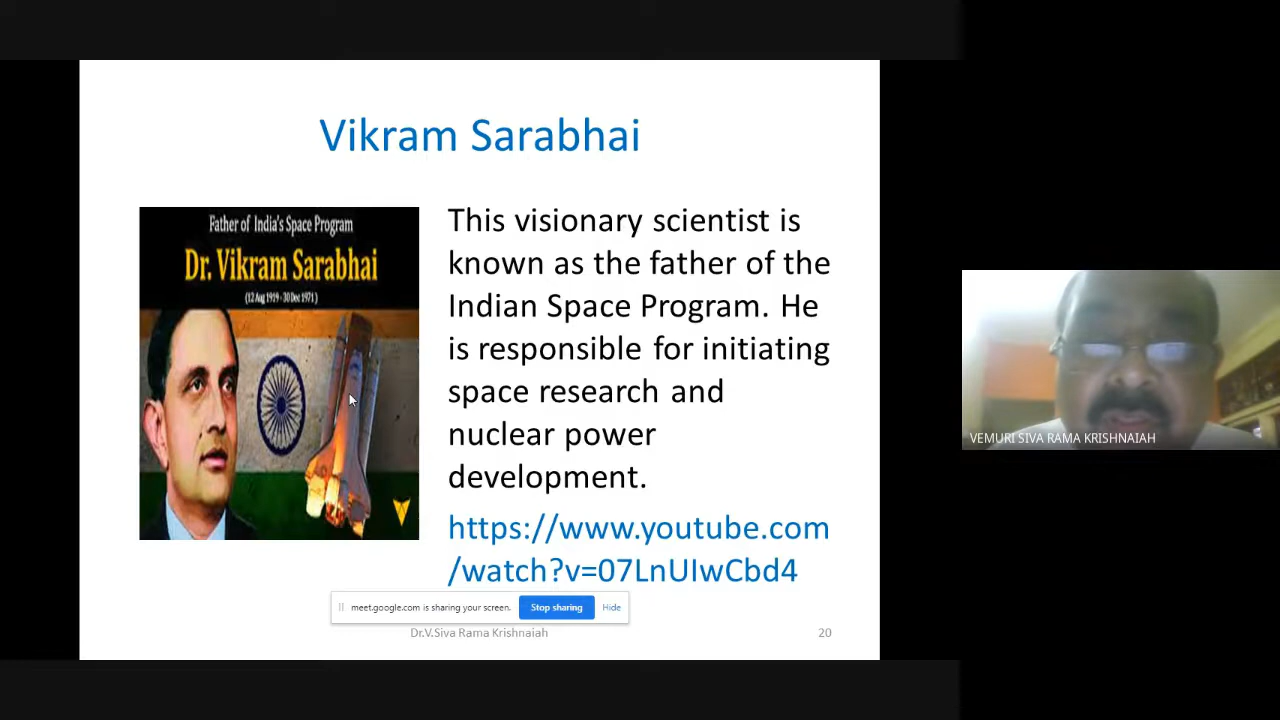 Vikram Sarabhai
Father of India's Space Program
Dr. Vikram Sarabhai
(12 Aug 1919 - 30 Dec 1971)
This visionary scientist is
known as the father of the
Indian Space Program. He
is responsible for initiating
space research and
nuclear power
development.
https://www.youtube.com
/watch?v=07LnUIwCbd4
meet.google.com is sharing your screen. Stop sharing Hide
Dr.V.Siva Rama Krishnaiah 20
VEMURI SIVA RAMA KRISHNAIAH